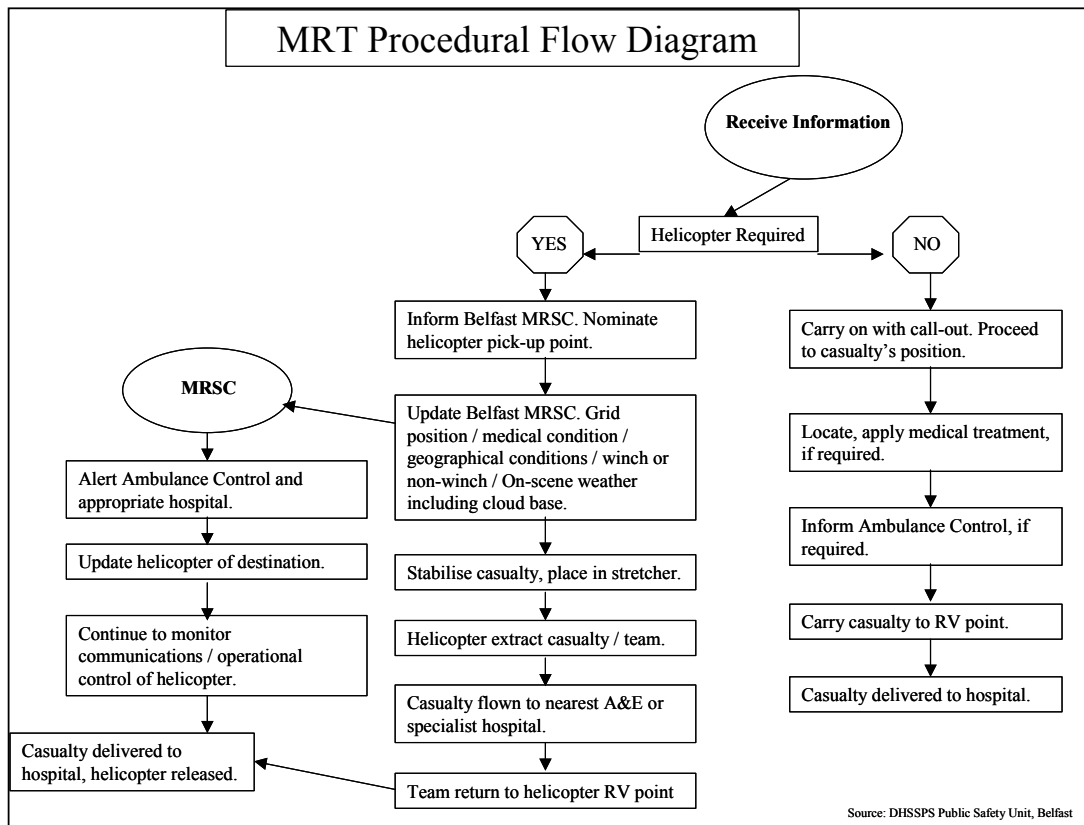 MRT Procedural Flow Diagram
Receive Information
Helicopter Required
YES
NO
Inform Belfast MRSC. Nominate
helicopter pick-up point.
Update Belfast MRSC. Grid
position / medical condition /
geographical conditions / winch or
non-winch / On-scene weather
including cloud base.
Stabilise casualty, place in stretcher.
Helicopter extract casualty / team.
Casualty flown to nearest A&E or
specialist hospital.
Team return to helicopter RV point
MRSC
Alert Ambulance Control and
appropriate hospital.
Update helicopter of destination.
Continue to monitor
communications / operational
control of helicopter.
Casualty delivered to
hospital, helicopter released.
Carry on with call-out. Proceed
to casualty’s position.
Locate, apply medical treatment,
if required.
Inform Ambulance Control, if
required.
Carry casualty to RV point.
Casualty delivered to hospital.
Source: DHSSPS Public Safety Unit, Belfast